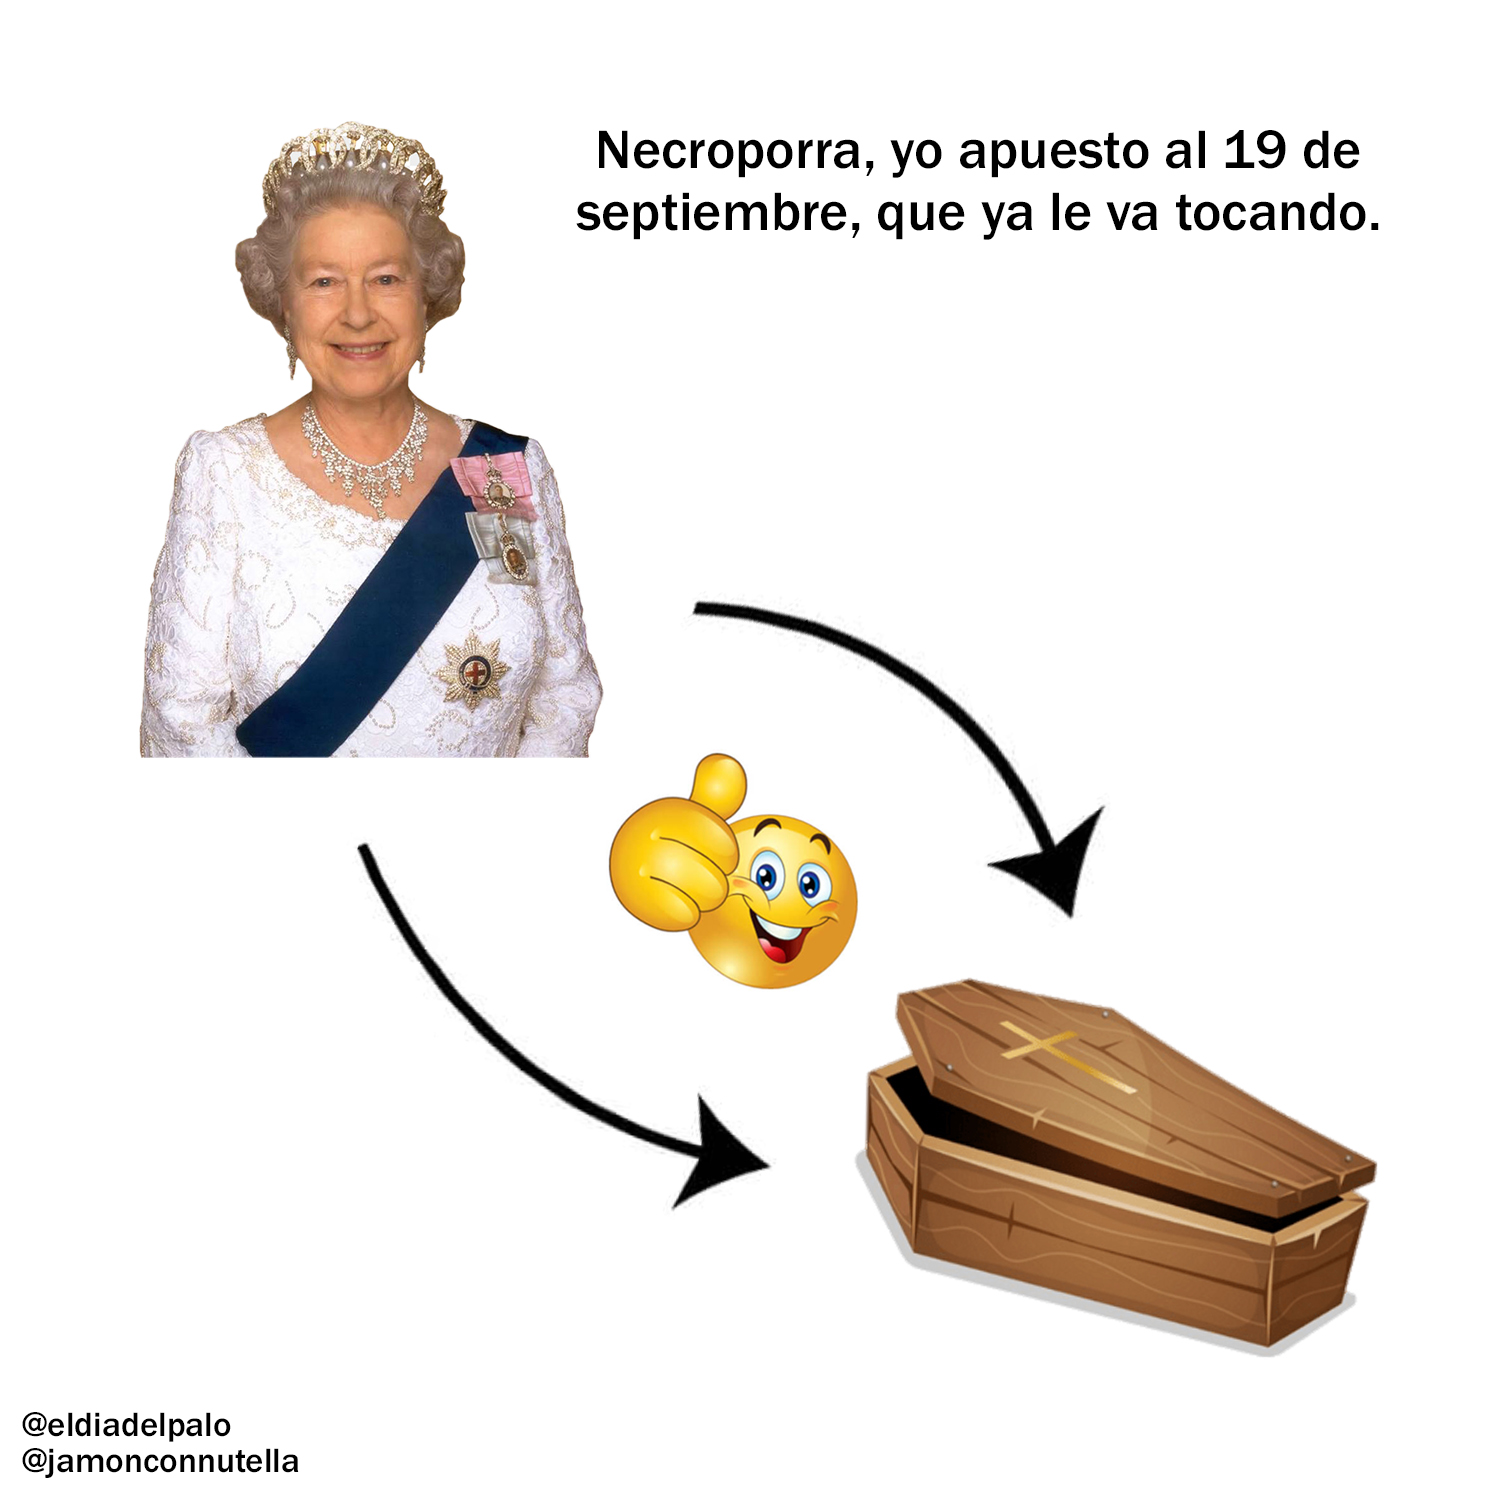 Necroporra, yo apuesto al 19 de
septiembre, que ya le va tocando.
@eldiadelpalo
@jamonconnutella